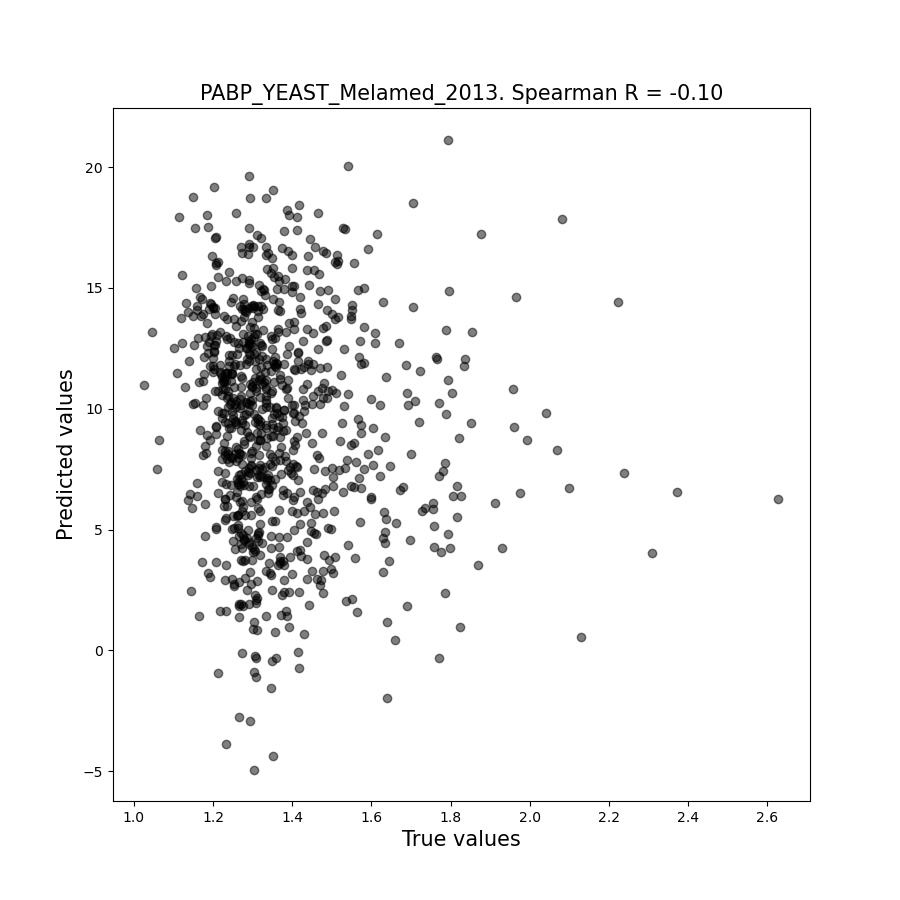 PABP_YEAST_Melamed_2013. Spearman R = -0.10
Predicted values
20
15
10
5
0
−5
1.0 1.2 1.4 1.6 1.8 2.0 2.2 2.4 2.6
True values